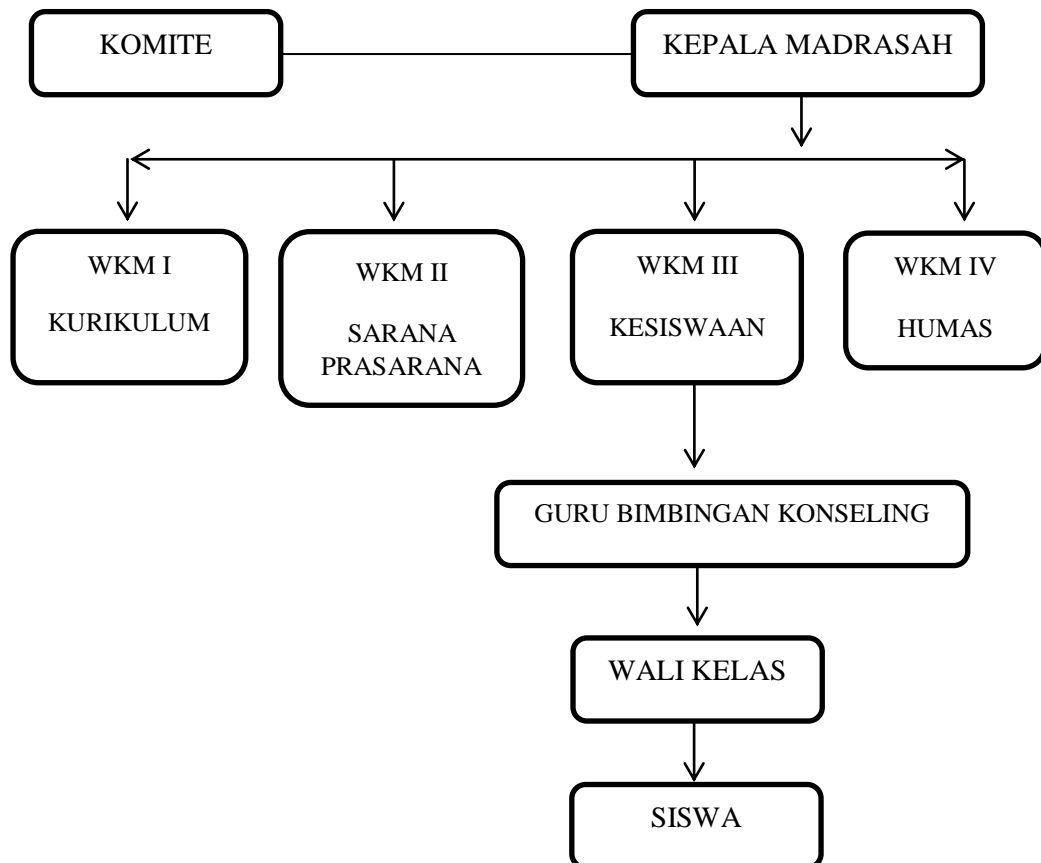 KOMITE
KEPALA MADRASAH
WKM I
KURIKULUM
WKM II
SARANA
PRASARANA
WKM III
KESISWAAN
WKM IV
HUMAS
GURU BIMBINGAN KONSELING
WALI KELAS
SISWA